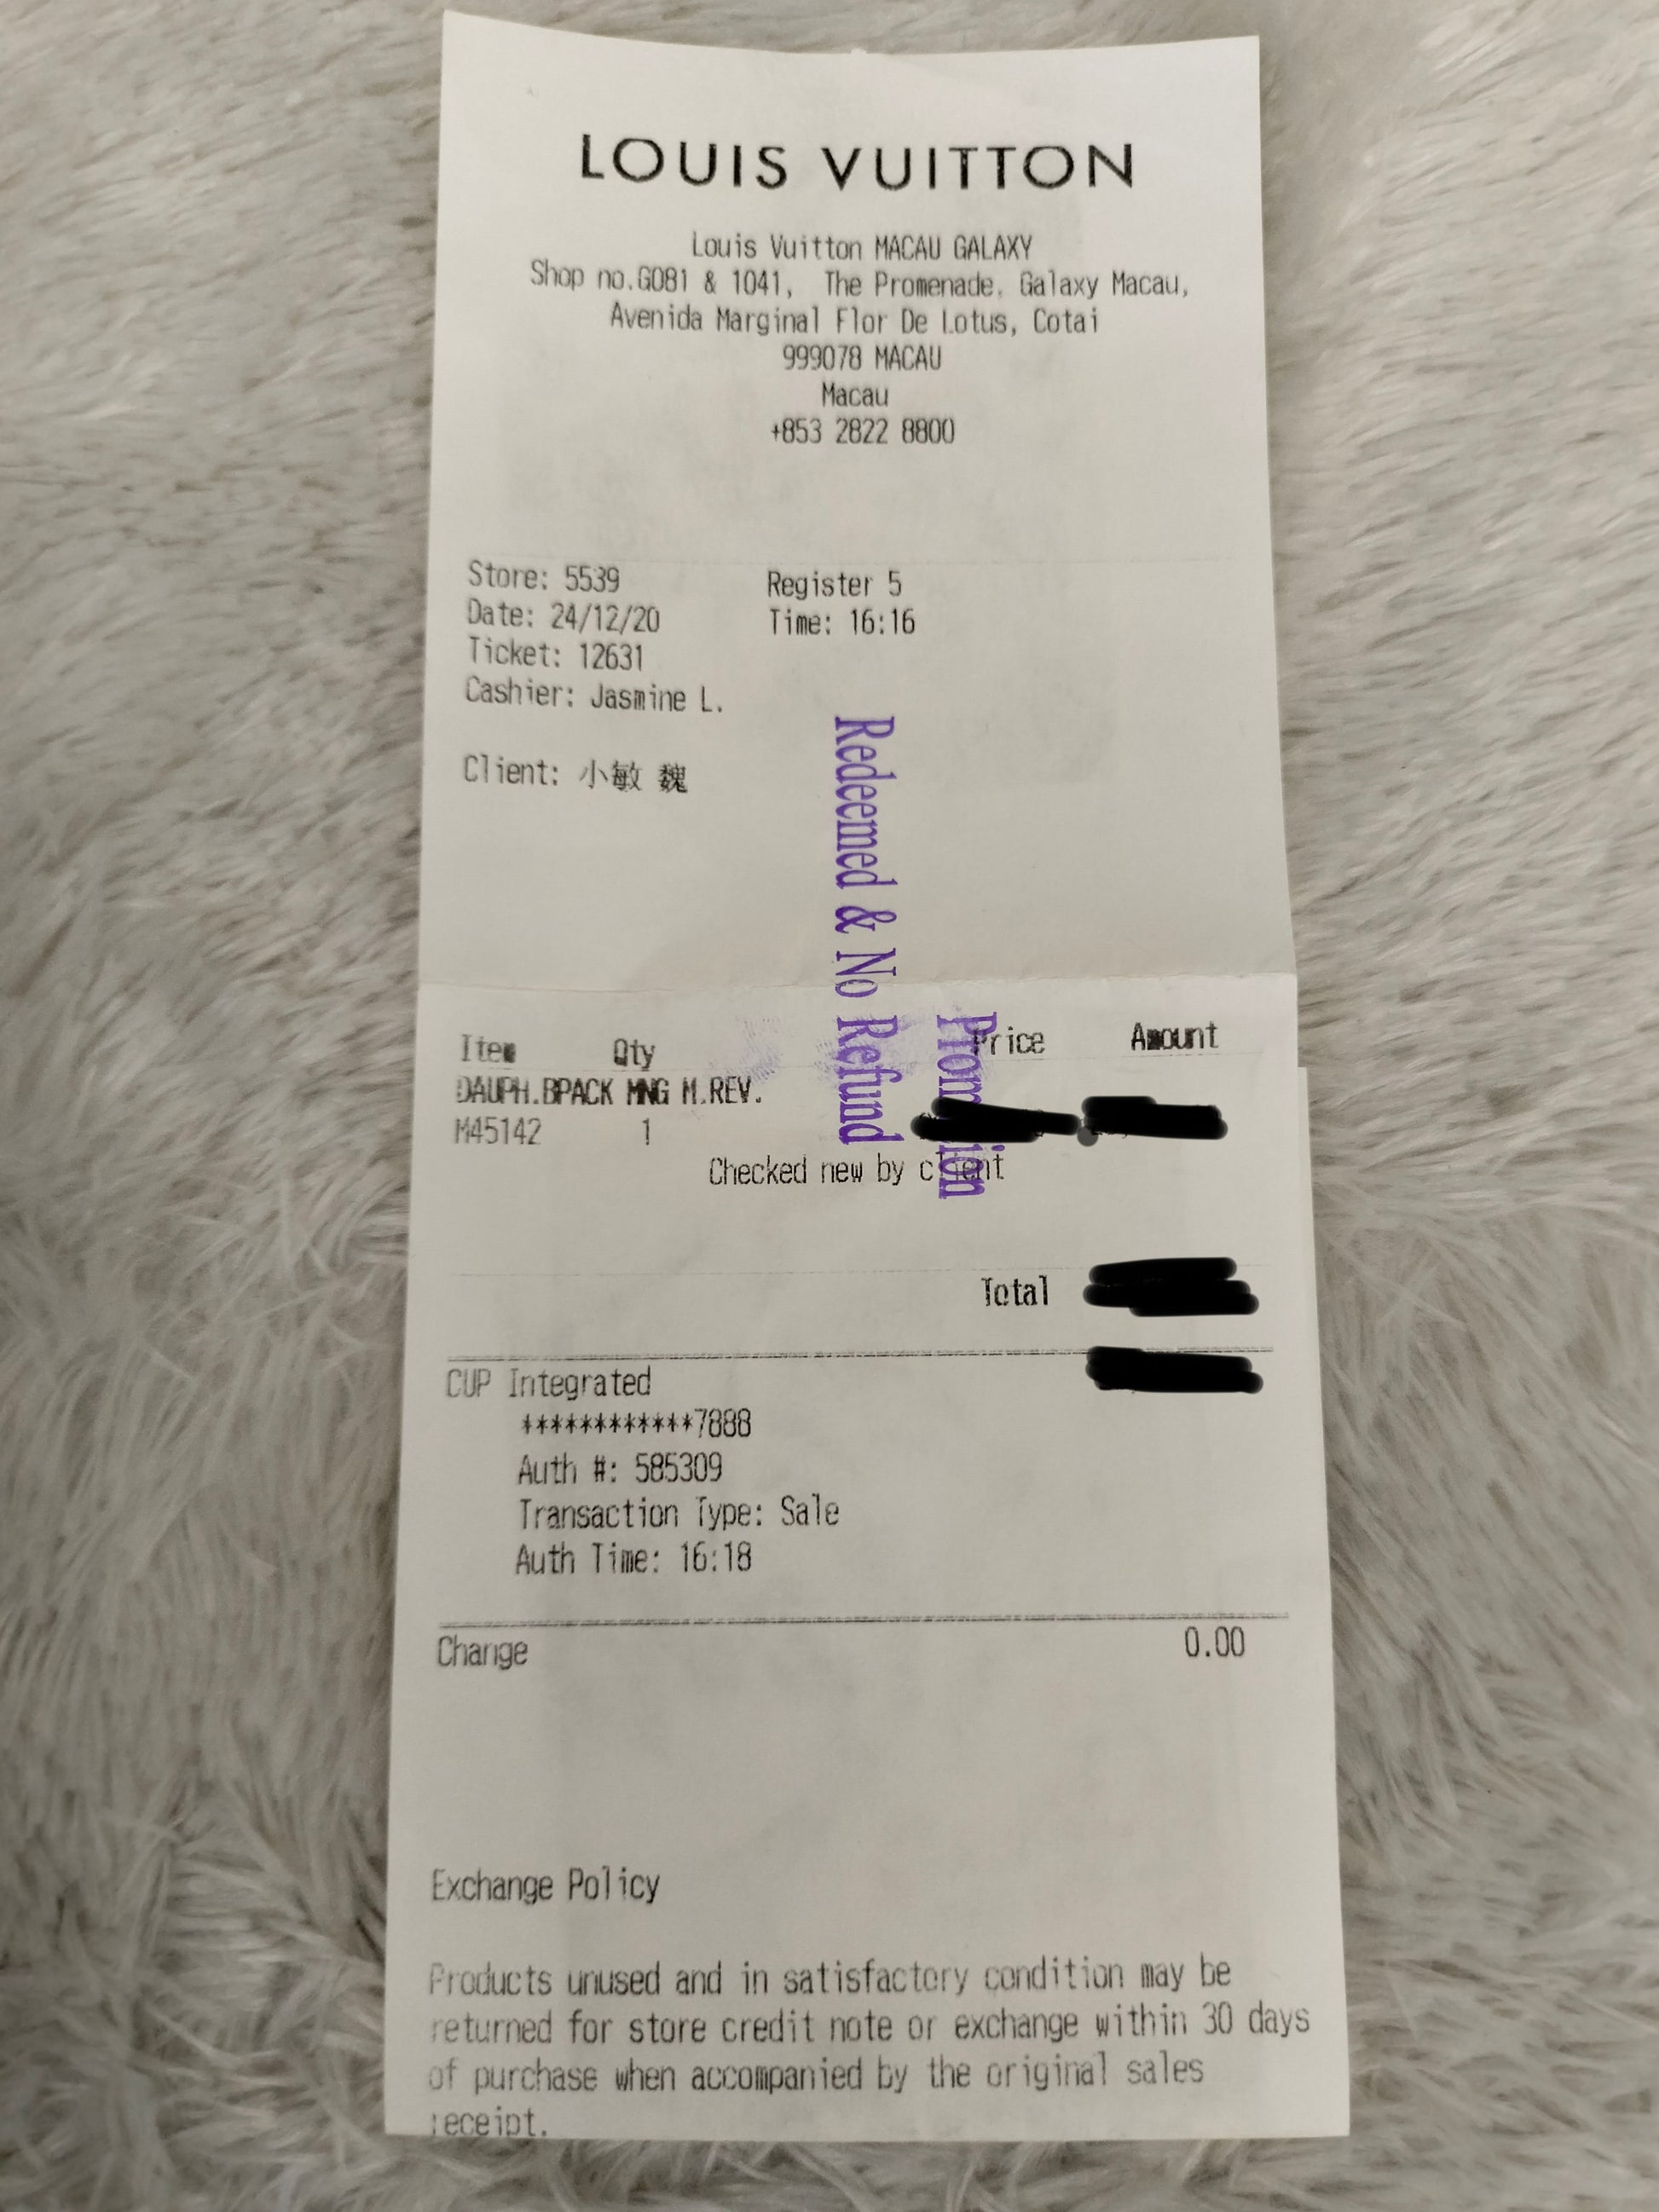 LOUIS VUITTON
Louis Vuitton MACAU GALAXY
Shop no.G081 & 1041, The Promenade, Galaxy Macau,
Avenida Marginal Flor De Lotus, Cotai
999078 MACAU
Macau
+853 2822 8800
Store: 5539 Register 5
Date: 24/12/20 Time: 16:16
Ticket: 12631
Cashier: Jasmine L.
Client: 小敏 魏
Redeemed & No Refund
Promotion
Item Qty Price Amount
DAUPH.BPACK MNG M.REV.
M45142 1
Checked new by client
Total
CUP Integrated
************7888
Auth #: 585309
Transaction Type: Sale
Auth Time: 16:18
Change 0.00
Exchange Policy
Products unused and in satisfactory condition may be
returned for store credit note or exchange within 30 days
of purchase when accompanied by the original sales
receipt.